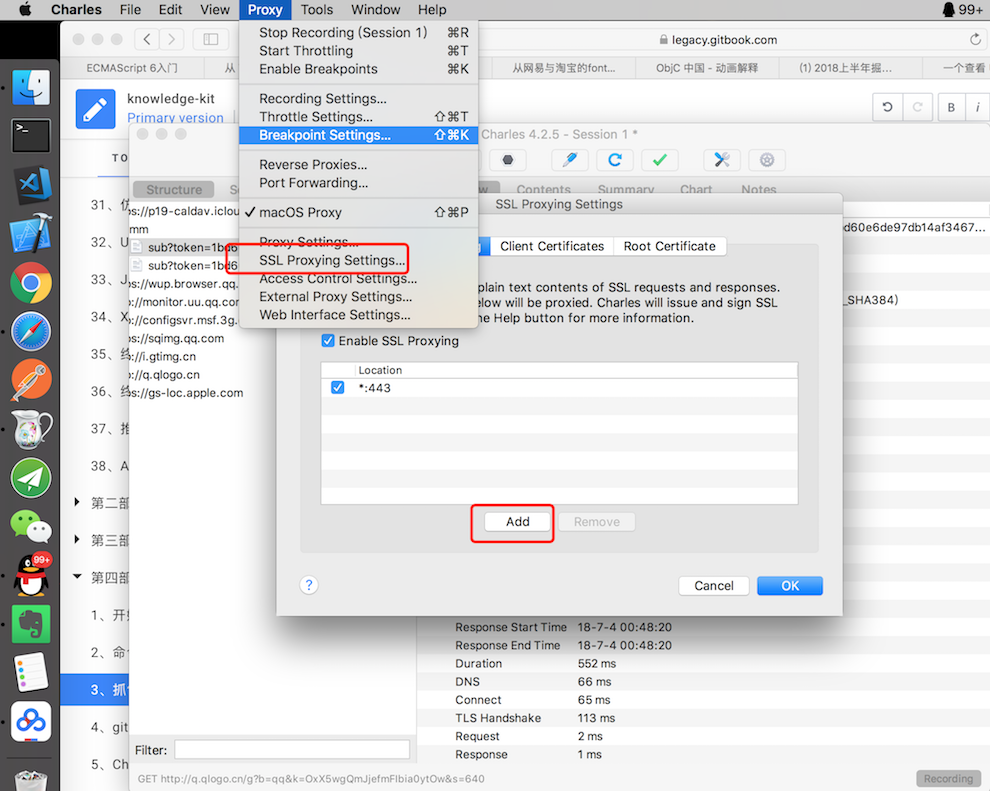 Charles File Edit View Proxy Tools Window Help 99+
Stop Recording (Session 1) ⌘R
Start Throttling ⌘T
Enable Breakpoints ⌘K
Recording Settings...
Throttle Settings... ⇧⌘T
Breakpoint Settings... ⇧⌘K
Reverse Proxies...
Port Forwarding...
✓ macOS Proxy ⇧⌘P
Proxy Settings...
SSL Proxying Settings...
Access Control Settings...
External Proxy Settings...
Web Interface Settings...
legacy.gitbook.com
ECMAScript 6入门
从
从网易与淘宝的font...
ObjC 中国 - 动画解释
(1) 2018上半年掘...
一个查看
knowledge-kit
Primary version
B i
TO
31、仿
32、U
33、J
34、X
35、纟
36、纟
37、推
38、A
第二部
第三部
第四部
1、开
2、命
3、抓
4、git
5、Ch
Charles 4.2.5 - Session 1 *
Structure S
w Contents Summary Chart Notes
ps://p19-caldav.iclou
mm
sub?token=1bd6
sub?token=1bd6
s://wup.browser.qq.
://monitor.uu.qq.co
s://configsvr.msf.3g.
ps://sqimg.qq.com
s://i.gtimg.cn
p://q.qlogo.cn
ps://gs-loc.apple.com
d60e6de97db14af3467...
_SHA384)
SSL Proxying Settings
Client Certificates Root Certificate
plain text contents of SSL requests and responses.
elow will be proxied. Charles will issue and sign SSL
he Help button for more information.
Enable SSL Proxying
Location
*:443
Add Remove
? Cancel OK
Response Start Time 18-7-4 00:48:20
Response End Time 18-7-4 00:48:20
Duration 552 ms
DNS 66 ms
Connect 65 ms
TLS Handshake 113 ms
Request 2 ms
Response 1 ms
Filter:
GET http://q.qlogo.cn/g?b=qq&k=OxX5wgQmJjefmFIbia0ytOw&s=640
Recording
99+